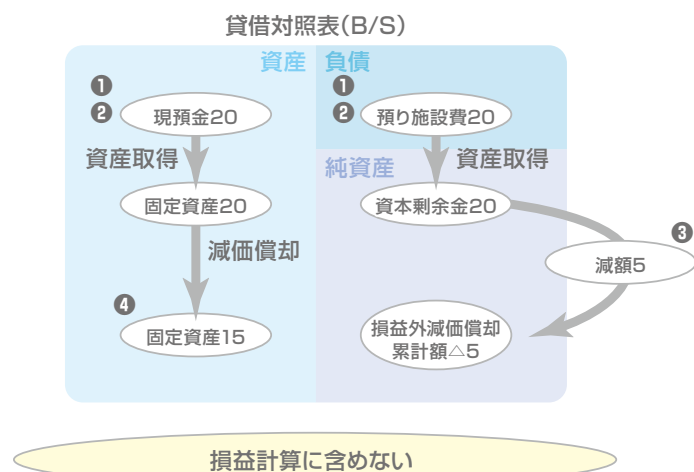 貸借対照表(B/S)
資産 負債
❶ ❶
❷ 現預金20 ❷ 預り施設費20
資産取得 資産取得
純資産
固定資産20 資本剰余金20
❸
減価償却 減額5
❹
固定資産15 損益外減価償却
累計額△5
損益計算に含めない